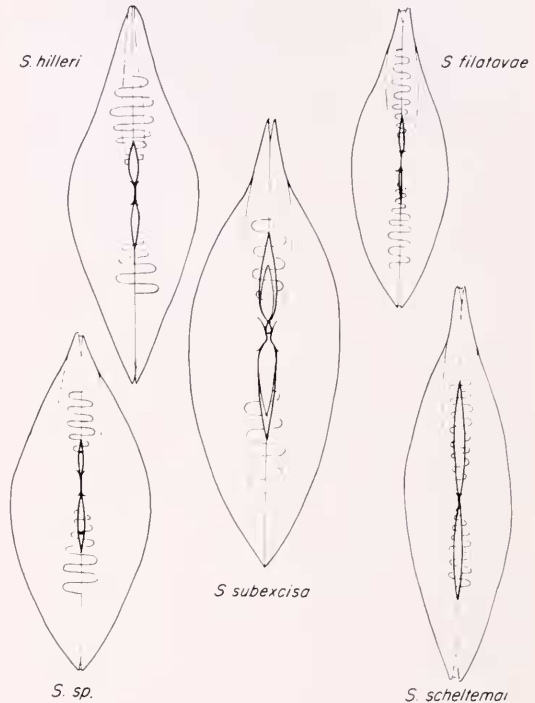 S. hilleri
S filatovae
S subexcisa
S. sp.
S. scheltemai